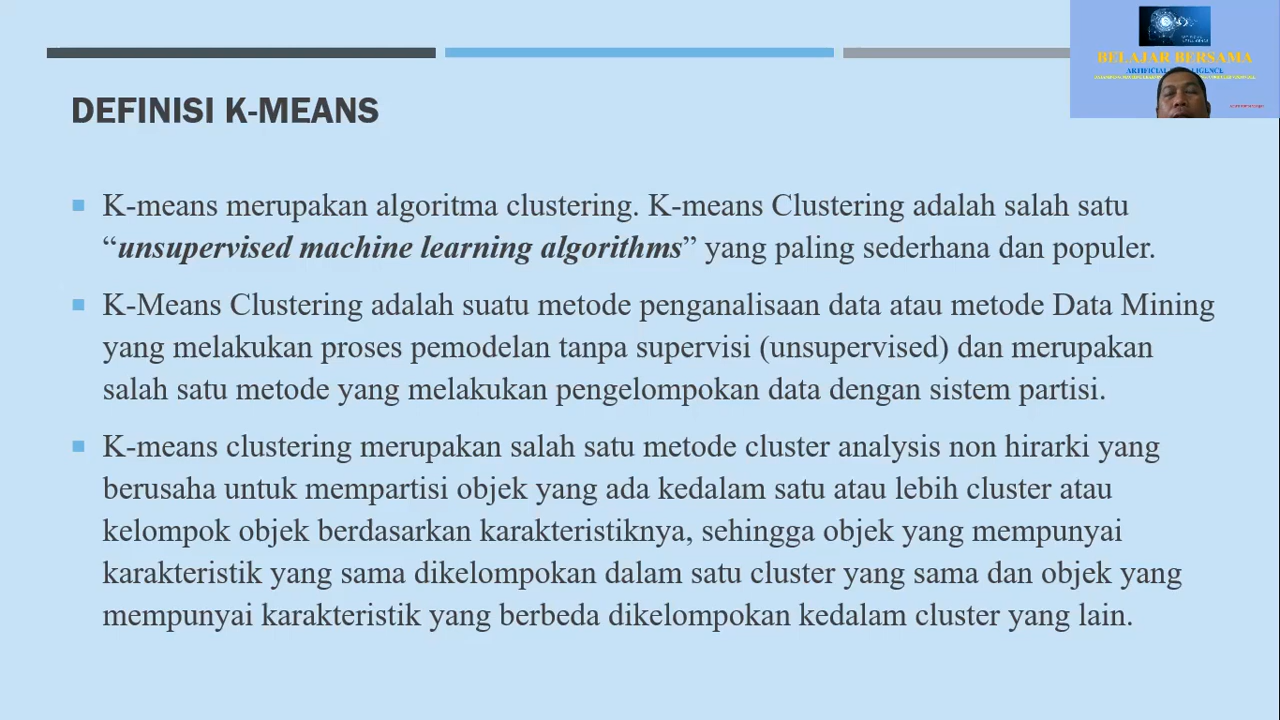 DEFINISI K-MEANS
K-means merupakan algoritma clustering. K-means Clustering adalah salah satu
“unsupervised machine learning algorithms” yang paling sederhana dan populer.
K-Means Clustering adalah suatu metode penganalisaan data atau metode Data Mining
yang melakukan proses pemodelan tanpa supervisi (unsupervised) dan merupakan
salah satu metode yang melakukan pengelompokan data dengan sistem partisi.
K-means clustering merupakan salah satu metode cluster analysis non hirarki yang
berusaha untuk mempartisi objek yang ada kedalam satu atau lebih cluster atau
kelompok objek berdasarkan karakteristiknya, sehingga objek yang mempunyai
karakteristik yang sama dikelompokan dalam satu cluster yang sama dan objek yang
mempunyai karakteristik yang berbeda dikelompokan kedalam cluster yang lain.
BELAJAR BERSAMA